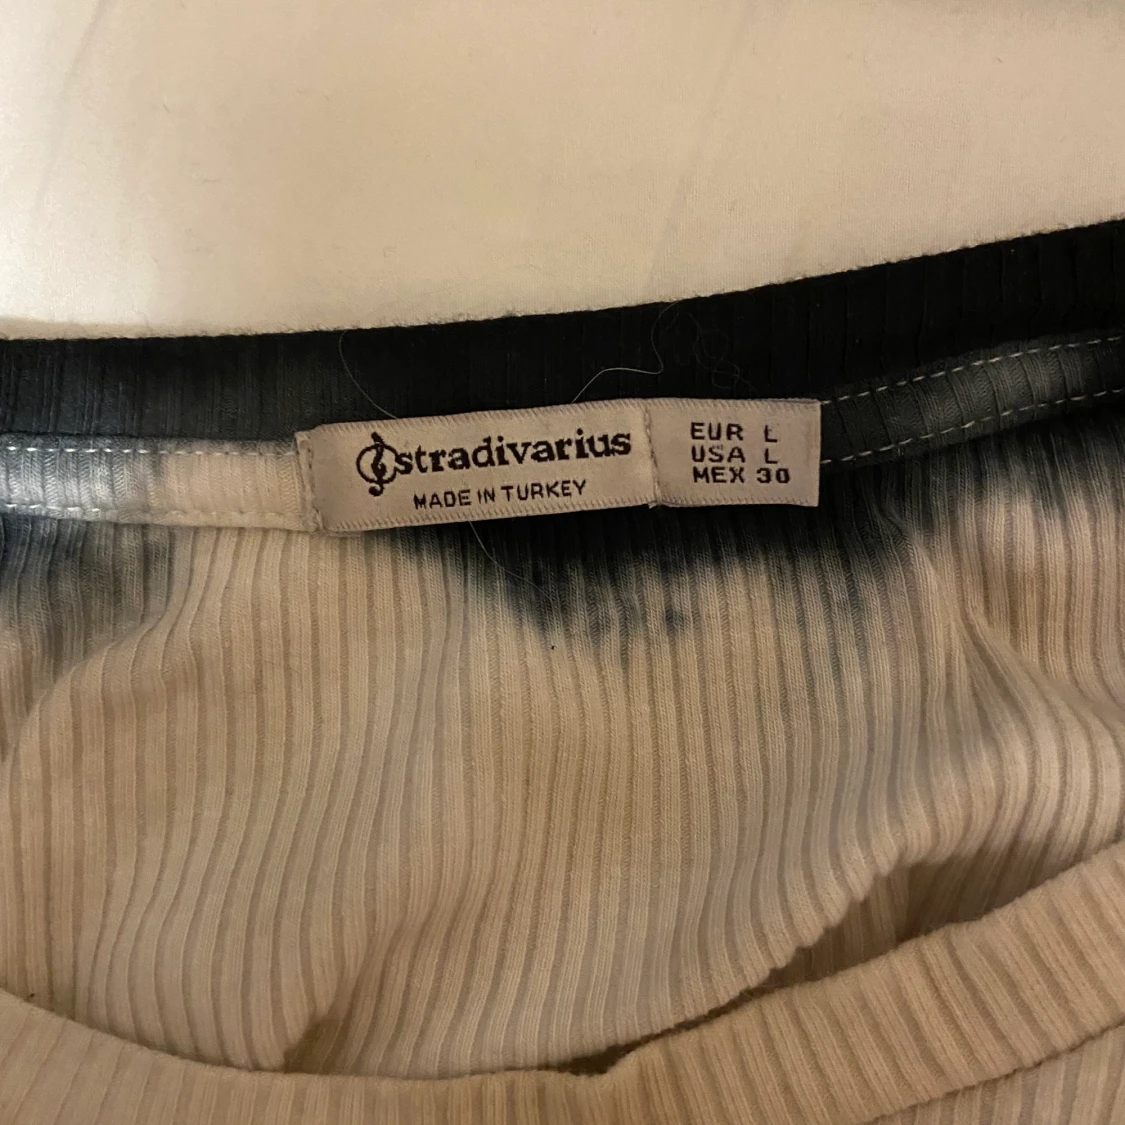 stradivarius
MADE IN TURKEY
EUR L
USA L
MEX 30